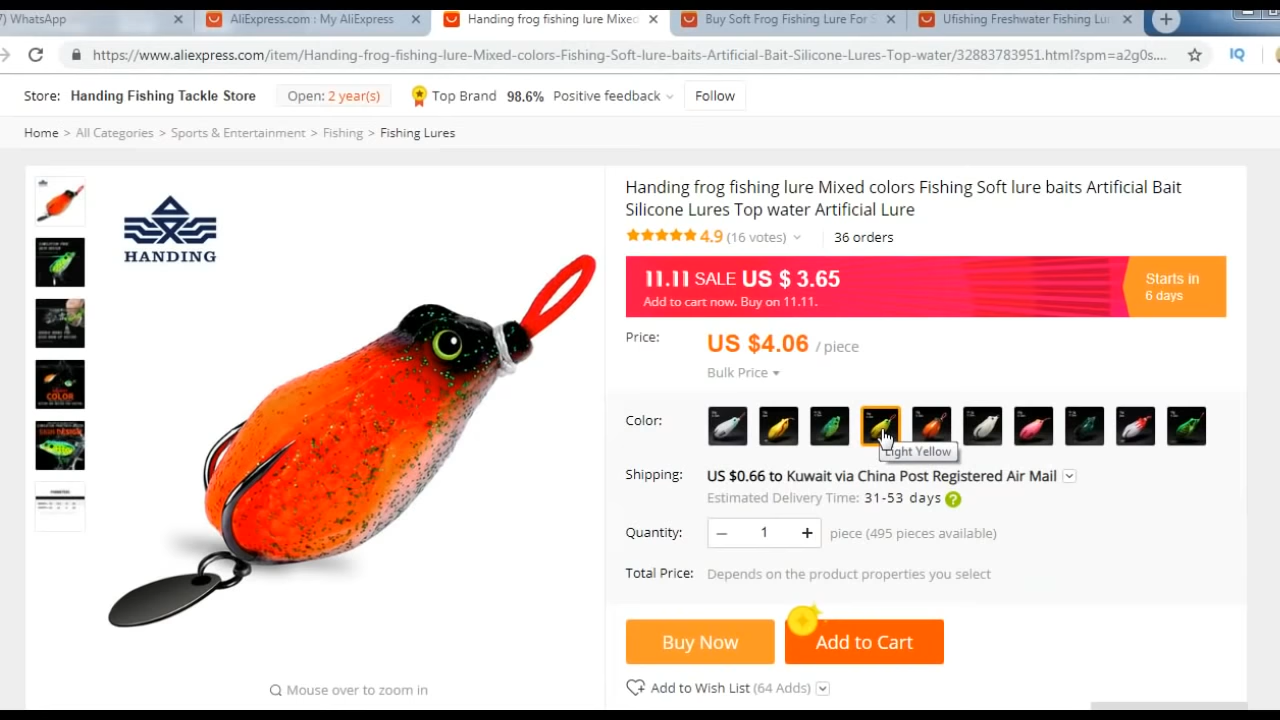 7) WhatsApp
AliExpress.com : My AliExpress
Handing frog fishing lure Mixed
Buy Soft Frog Fishing Lure For S
Ufishing Freshwater Fishing Lu
https://www.aliexpress.com/item/Handing-frog-fishing-lure-Mixed-colors-Fishing-Soft-lure-baits-Artificial-Bait-Silicone-Lures-Top-water/32883783951.html?spm=a2g0s....
IQ
Store: Handing Fishing Tackle Store Open: 2 year(s) Top Brand 98.6% Positive feedback Follow
Home > All Categories > Sports & Entertainment > Fishing > Fishing Lures
HANDING
Mouse over to zoom in
Handing frog fishing lure Mixed colors Fishing Soft lure baits Artificial Bait
Silicone Lures Top water Artificial Lure
4.9 (16 votes) 36 orders
11.11 SALE US $ 3.65
Add to cart now. Buy on 11.11.
Starts in
6 days
Price: US $4.06 / piece
Bulk Price
Color:
Light Yellow
Shipping: US $0.66 to Kuwait via China Post Registered Air Mail
Estimated Delivery Time: 31-53 days ?
Quantity: – 1 + piece (495 pieces available)
Total Price: Depends on the product properties you select
Buy Now Add to Cart
Add to Wish List (64 Adds)